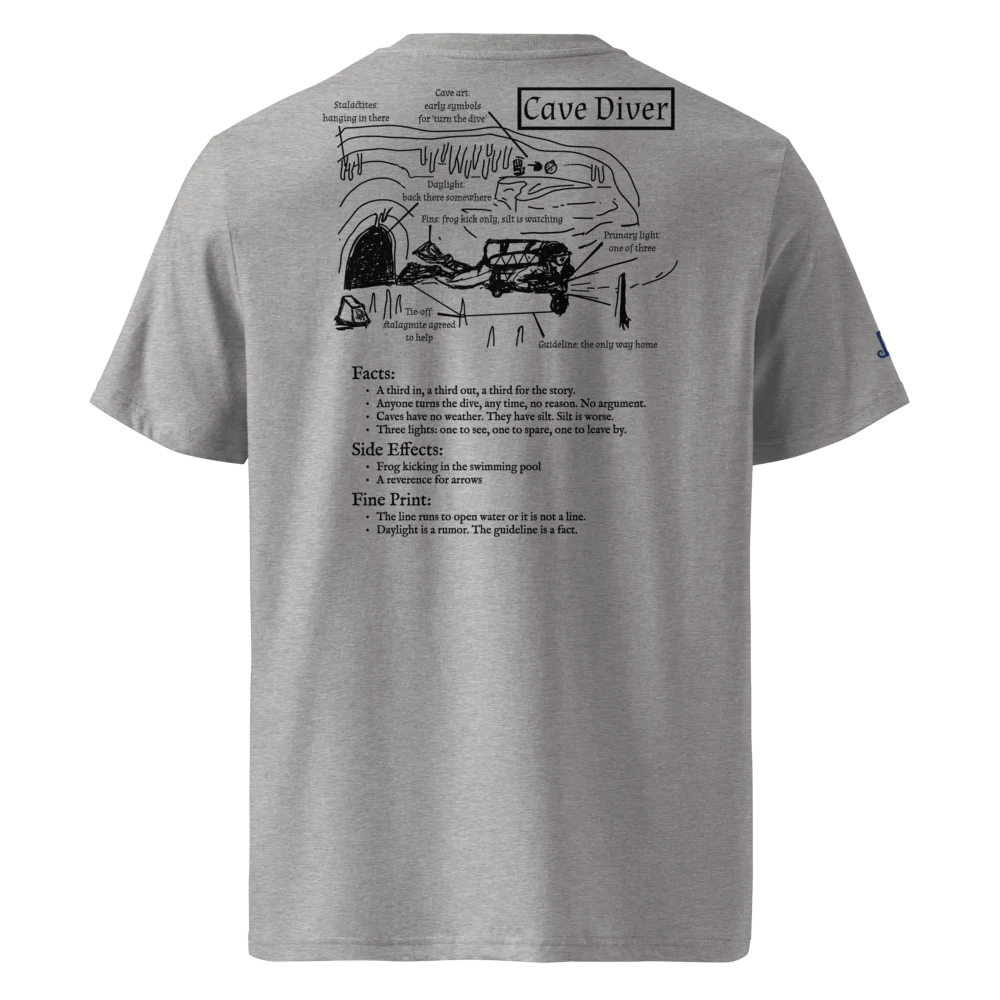 Cave Diver
Stalactites:
hanging in there
Cave art:
early symbols
for 'turn the dive'
Daylight:
back there somewhere
Fins: frog kick only, silt is watching
Primary light:
one of three
Tie-off:
stalagmite agreed
to help
Guideline: the only way home
Facts:
• A third in, a third out, a third for the story.
• Anyone turns the dive, any time, no reason. No argument.
• Caves have no weather. They have silt. Silt is worse.
• Three lights: one to see, one to spare, one to leave by.
Side Effects:
• Frog kicking in the swimming pool
• A reverence for arrows
Fine Print:
• The line runs to open water or it is not a line.
• Daylight is a rumor. The guideline is a fact.